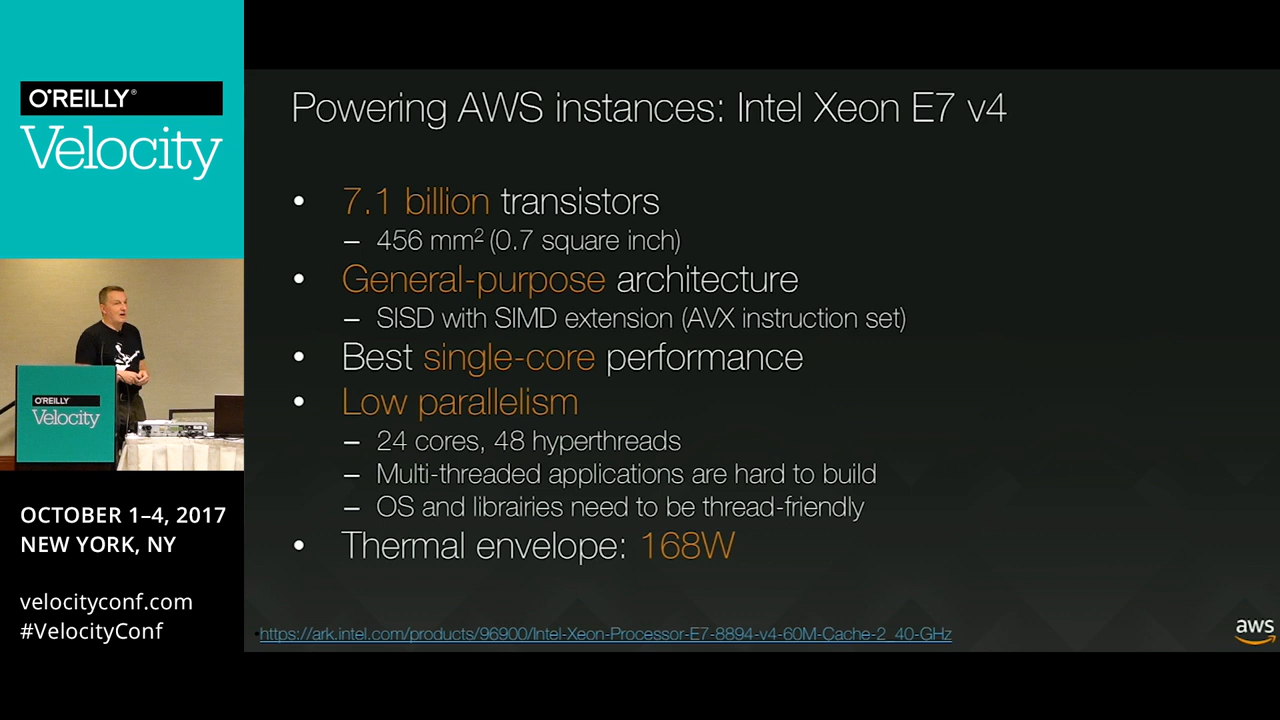 O'REILLY®
Velocity
O'REILLY
Velocity
OCTOBER 1–4, 2017
NEW YORK, NY
velocityconf.com
#VelocityConf
Powering AWS instances: Intel Xeon E7 v4
• 7.1 billion transistors
– 456 mm² (0.7 square inch)
• General-purpose architecture
– SISD with SIMD extension (AVX instruction set)
• Best single-core performance
• Low parallelism
– 24 cores, 48 hyperthreads
– Multi-threaded applications are hard to build
– OS and librairies need to be thread-friendly
• Thermal envelope: 168W
•https://ark.intel.com/products/96900/Intel-Xeon-Processor-E7-8894-v4-60M-Cache-2_40-GHz
aws